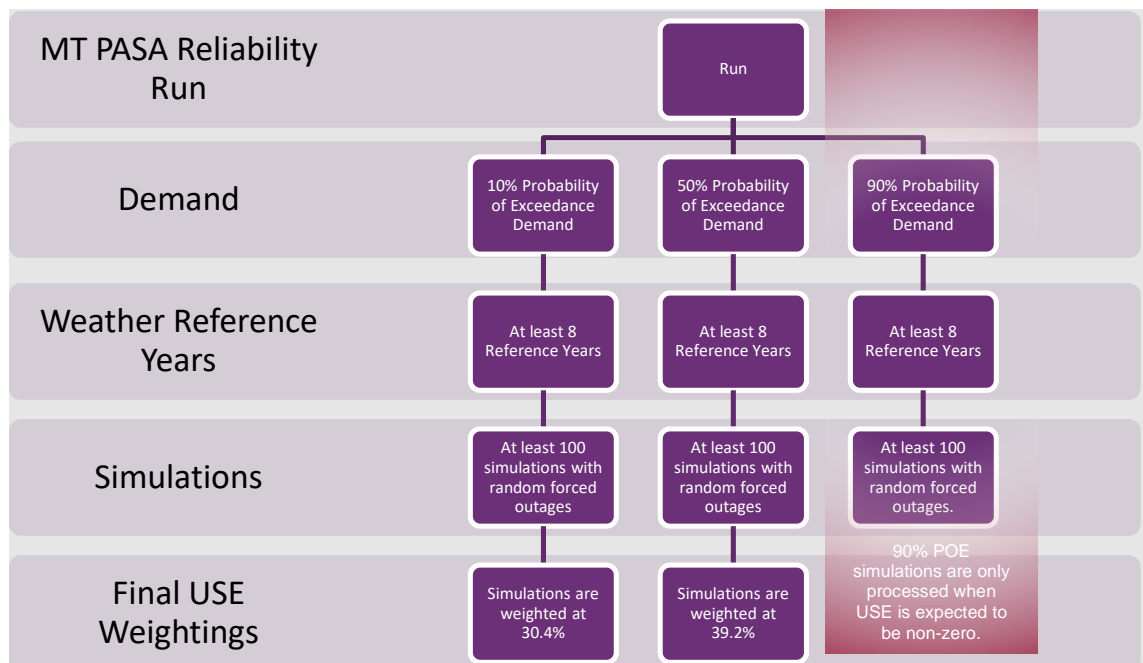 MT PASA Reliability
Run
Run
Demand
10% Probability
of Exceedance
Demand
50% Probability
of Exceedance
Demand
90% Probability
of Exceedance
Demand
Weather Reference
Years
At least 8
Reference Years
At least 8
Reference Years
At least 8
Reference Years
Simulations
At least 100
simulations with
random forced
outages
At least 100
simulations with
random forced
outages
At least 100
simulations with
random forced
outages.
Final USE
Weightings
Simulations are
weighted at
30.4%
Simulations are
weighted at
39.2%
90% POE
simulations are only
processed when
USE is expected to
be non-zero.